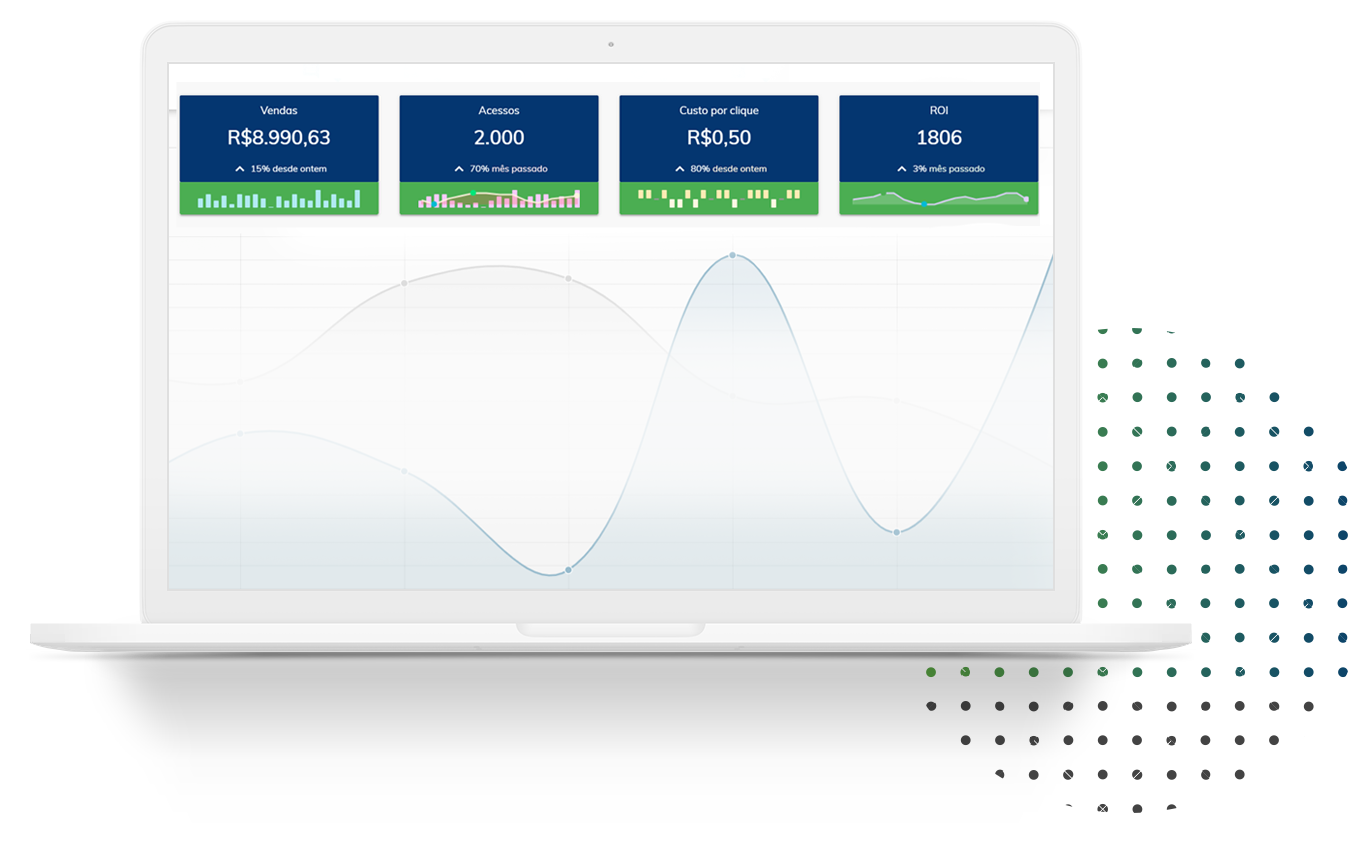 Vendas
R$8.990,63
15% desde ontem
Acessos
2.000
70% mês passado
Custo por clique
R$0,50
80% desde ontem
ROI
1806
3% mês passado